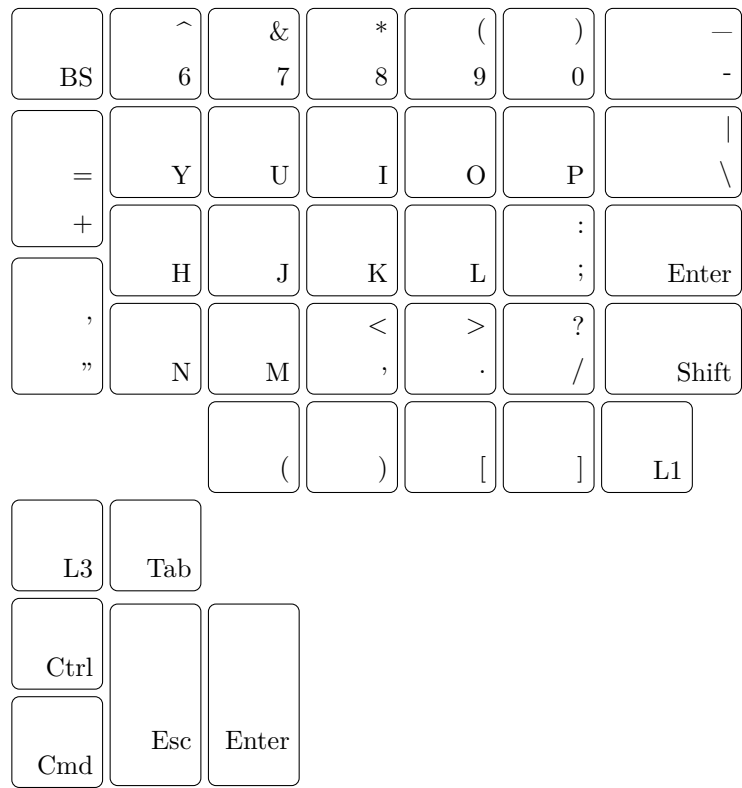 ^ & * ( ) —
BS 6 7 8 9 0 -
|
= Y U I O P \
+ :
H J K L ; Enter
, < > ?
” N M , . / Shift
( ) [ ] L1
L3 Tab
Ctrl
Esc Enter
Cmd